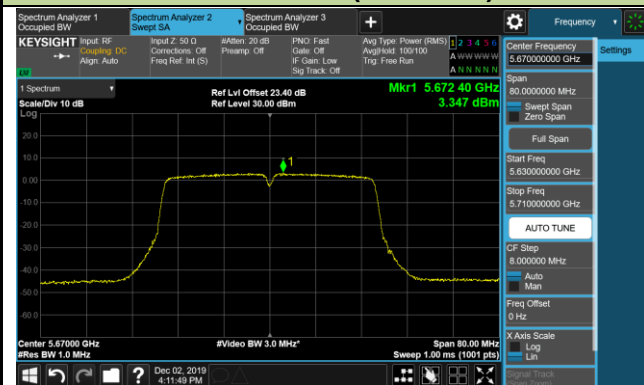 Spectrum Analyzer 1
Occupied BW
Spectrum Analyzer 2
Swept SA
Spectrum Analyzer 3
Occupied BW
+
Frequency
KEYSIGHT
Input: RF
Coupling: DC
Align: Auto
Input Z: 50 Ω
Corrections: Off
Freq Ref: Int (S)
#Atten: 20 dB
Preamp: Off
PNO: Fast
Gate: Off
IF Gain: Low
Sig Track: Off
Avg Type: Power (RMS)
Avg|Hold: 100/100
Trig: Free Run
1 2 3 4 5 6
A W W W W W
A N N N N N
LXI
1 Spectrum
Scale/Div 10 dB
Log
Ref Lvl Offset 23.40 dB
Ref Level 30.00 dBm
Mkr1 5.672 40 GHz
3.347 dBm
20.0
10.0
0.00
-10.0
-20.0
-30.0
-40.0
-50.0
-60.0
1
Center 5.67000 GHz
#Res BW 1.0 MHz
#Video BW 3.0 MHz*
Span 80.00 MHz
Sweep 1.00 ms (1001 pts)
Center Frequency
5.670000000 GHz
Settings
Span
80.0000000 MHz
Swept Span
Zero Span
Full Span
Start Freq
5.630000000 GHz
Stop Freq
5.710000000 GHz
AUTO TUNE
CF Step
8.000000 MHz
Auto
Man
Freq Offset
0 Hz
X Axis Scale
Log
Lin
Signal Track
Dec 02, 2019
4:11:49 PM
?